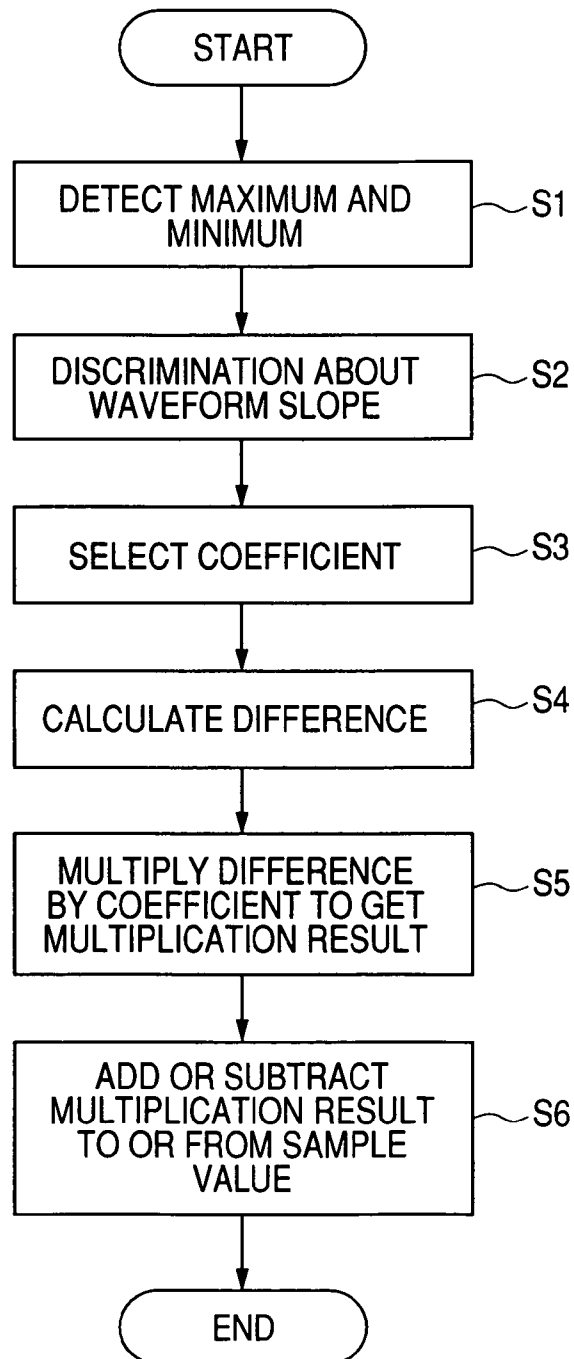 START
DETECT MAXIMUM AND
MINIMUM
S1
DISCRIMINATION ABOUT
WAVEFORM SLOPE
S2
SELECT COEFFICIENT
S3
CALCULATE DIFFERENCE
S4
MULTIPLY DIFFERENCE
BY COEFFICIENT TO GET
MULTIPLICATION RESULT
S5
ADD OR SUBTRACT
MULTIPLICATION RESULT
TO OR FROM SAMPLE
VALUE
S6
END